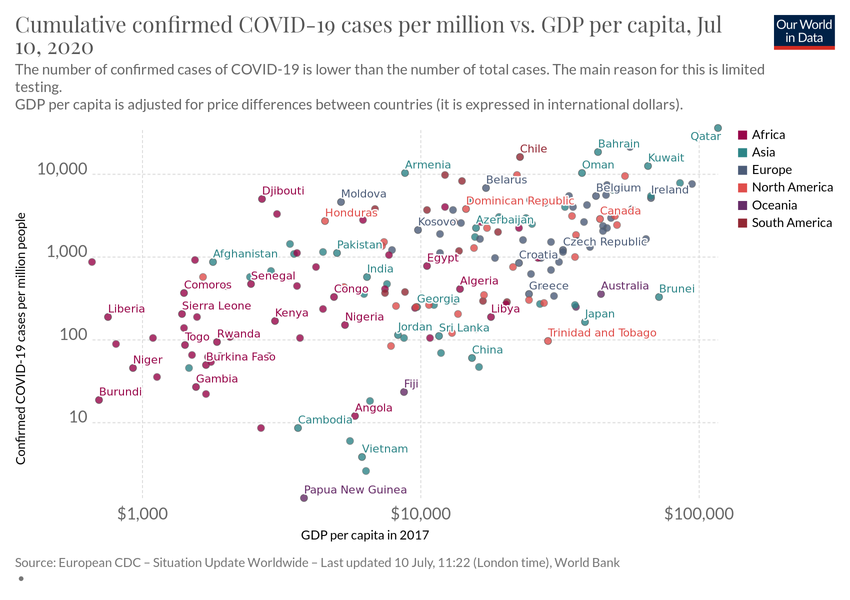 Cumulative confirmed COVID-19 cases per million vs. GDP per capita, Jul
10, 2020
Our World
in Data
The number of confirmed cases of COVID-19 is lower than the number of total cases. The main reason for this is limited
testing.
GDP per capita is adjusted for price differences between countries (it is expressed in international dollars).
Qatar
Africa
Chile
Bahrain
Asia
Armenia
Oman
Kuwait
Europe
10,000
Belarus
Belgium
Ireland
North America
Djibouti
Moldova
Dominican Republic
Oceania
Honduras
Kosovo
Azerbaijan
Canada
South America
Afghanistan
Pakistan
Croatia
Czech Republic
1,000
Egypt
India
Senegal
Comoros
Congo
Algeria
Greece
Australia
Brunei
Liberia
Sierra Leone
Kenya
Nigeria
Georgia
Libya
Japan
100
Togo
Rwanda
Jordan
Sri Lanka
Trinidad and Tobago
Niger
Burkina Faso
China
Burundi
Gambia
Fiji
10
Cambodia
Angola
Vietnam
Papua New Guinea
Confirmed COVID-19 cases per million people
$1,000
$10,000
$100,000
GDP per capita in 2017
Source: European CDC – Situation Update Worldwide – Last updated 10 July, 11:22 (London time), World Bank